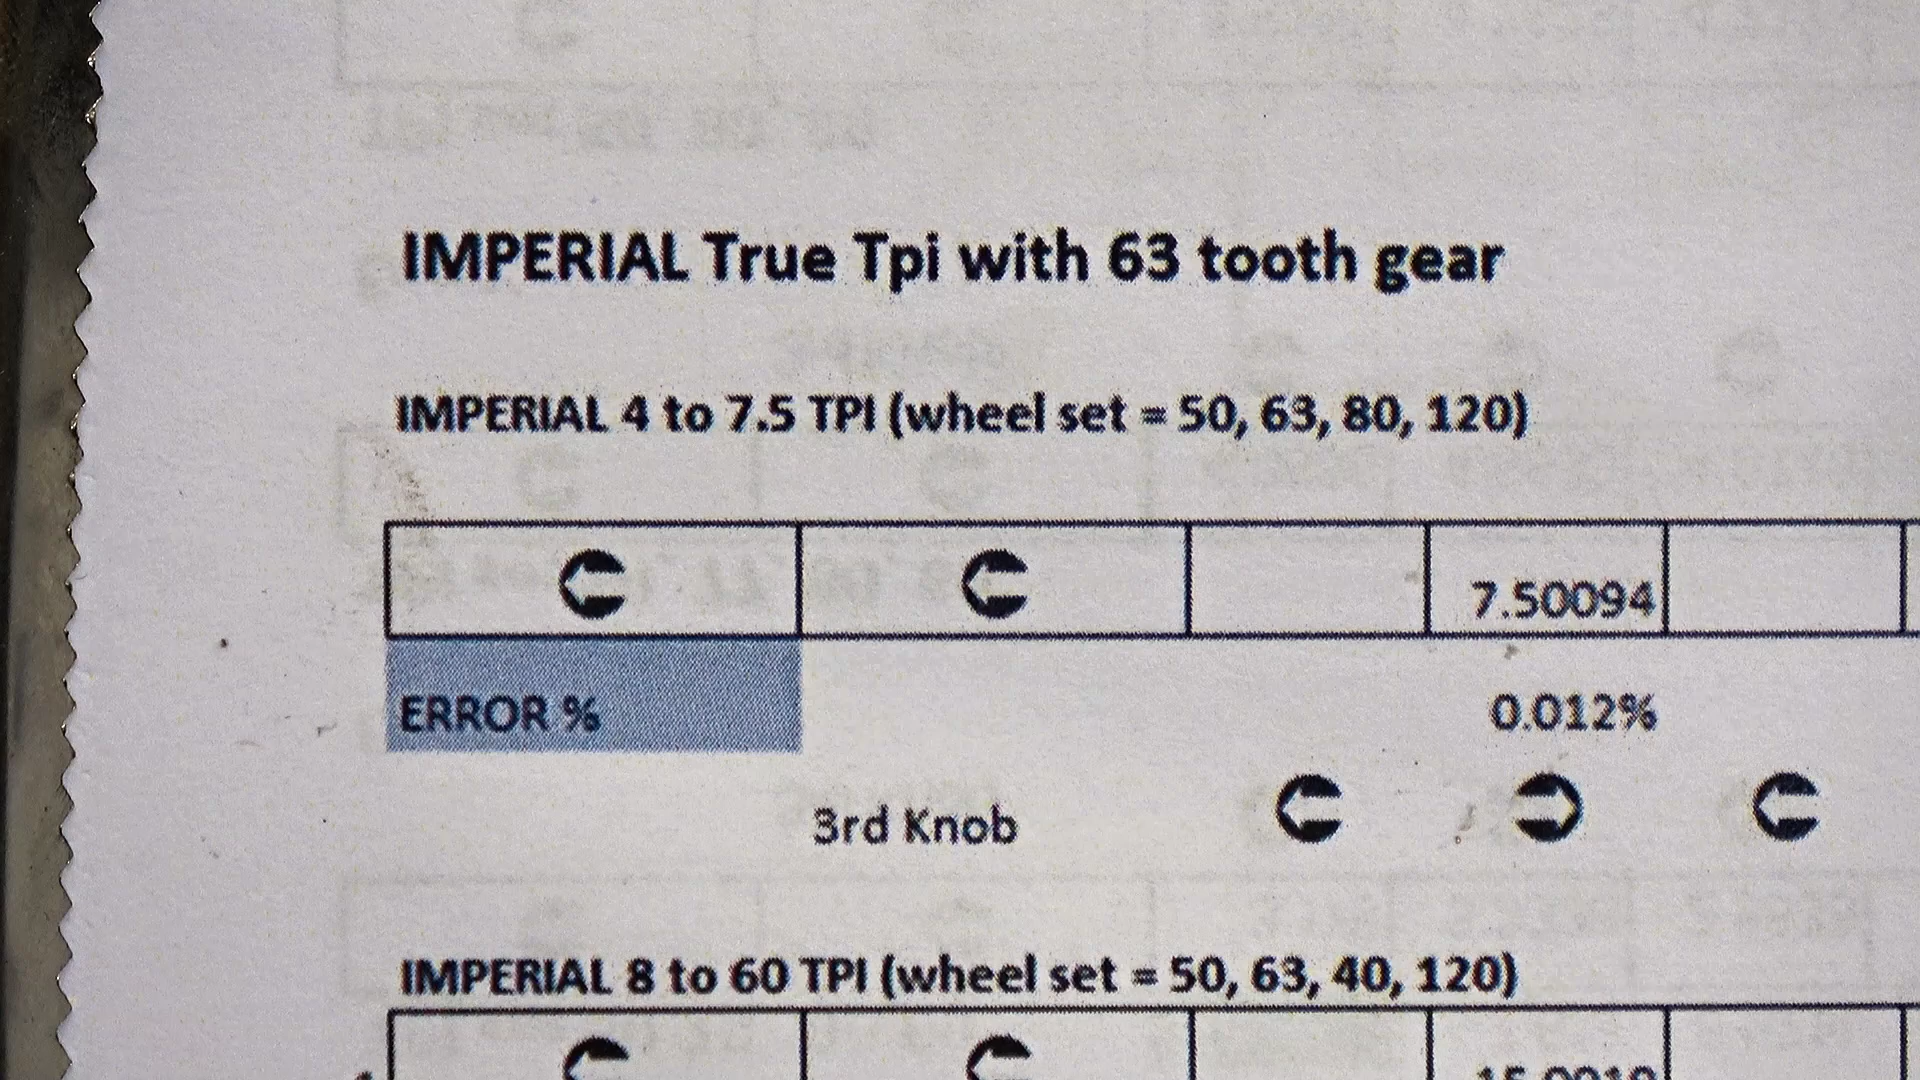 IMPERIAL True Tpi with 63 tooth gear
IMPERIAL 4 to 7.5 TPI (wheel set = 50, 63, 80, 120)
7.50094
ERROR % 0.012%
3rd Knob
IMPERIAL 8 to 60 TPI (wheel set = 50, 63, 40, 120)